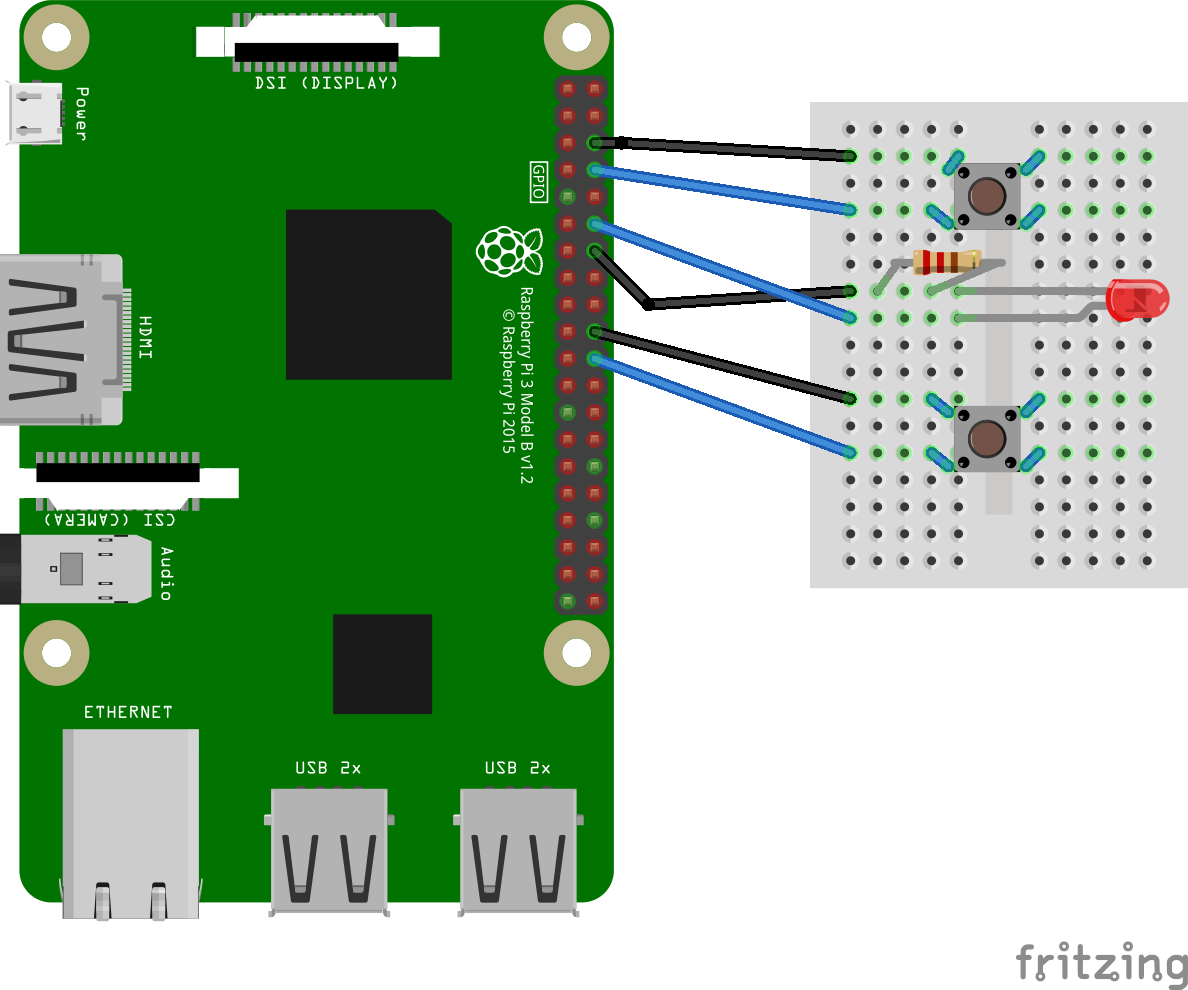 DSI (DISPLAY)
Power
GPIO
HDMI
Raspberry Pi 3 Model B v1.2
© Raspberry Pi 2015
CSI (CAMERA)
Audio
ETHERNET
USB 2x
USB 2x
fritzing